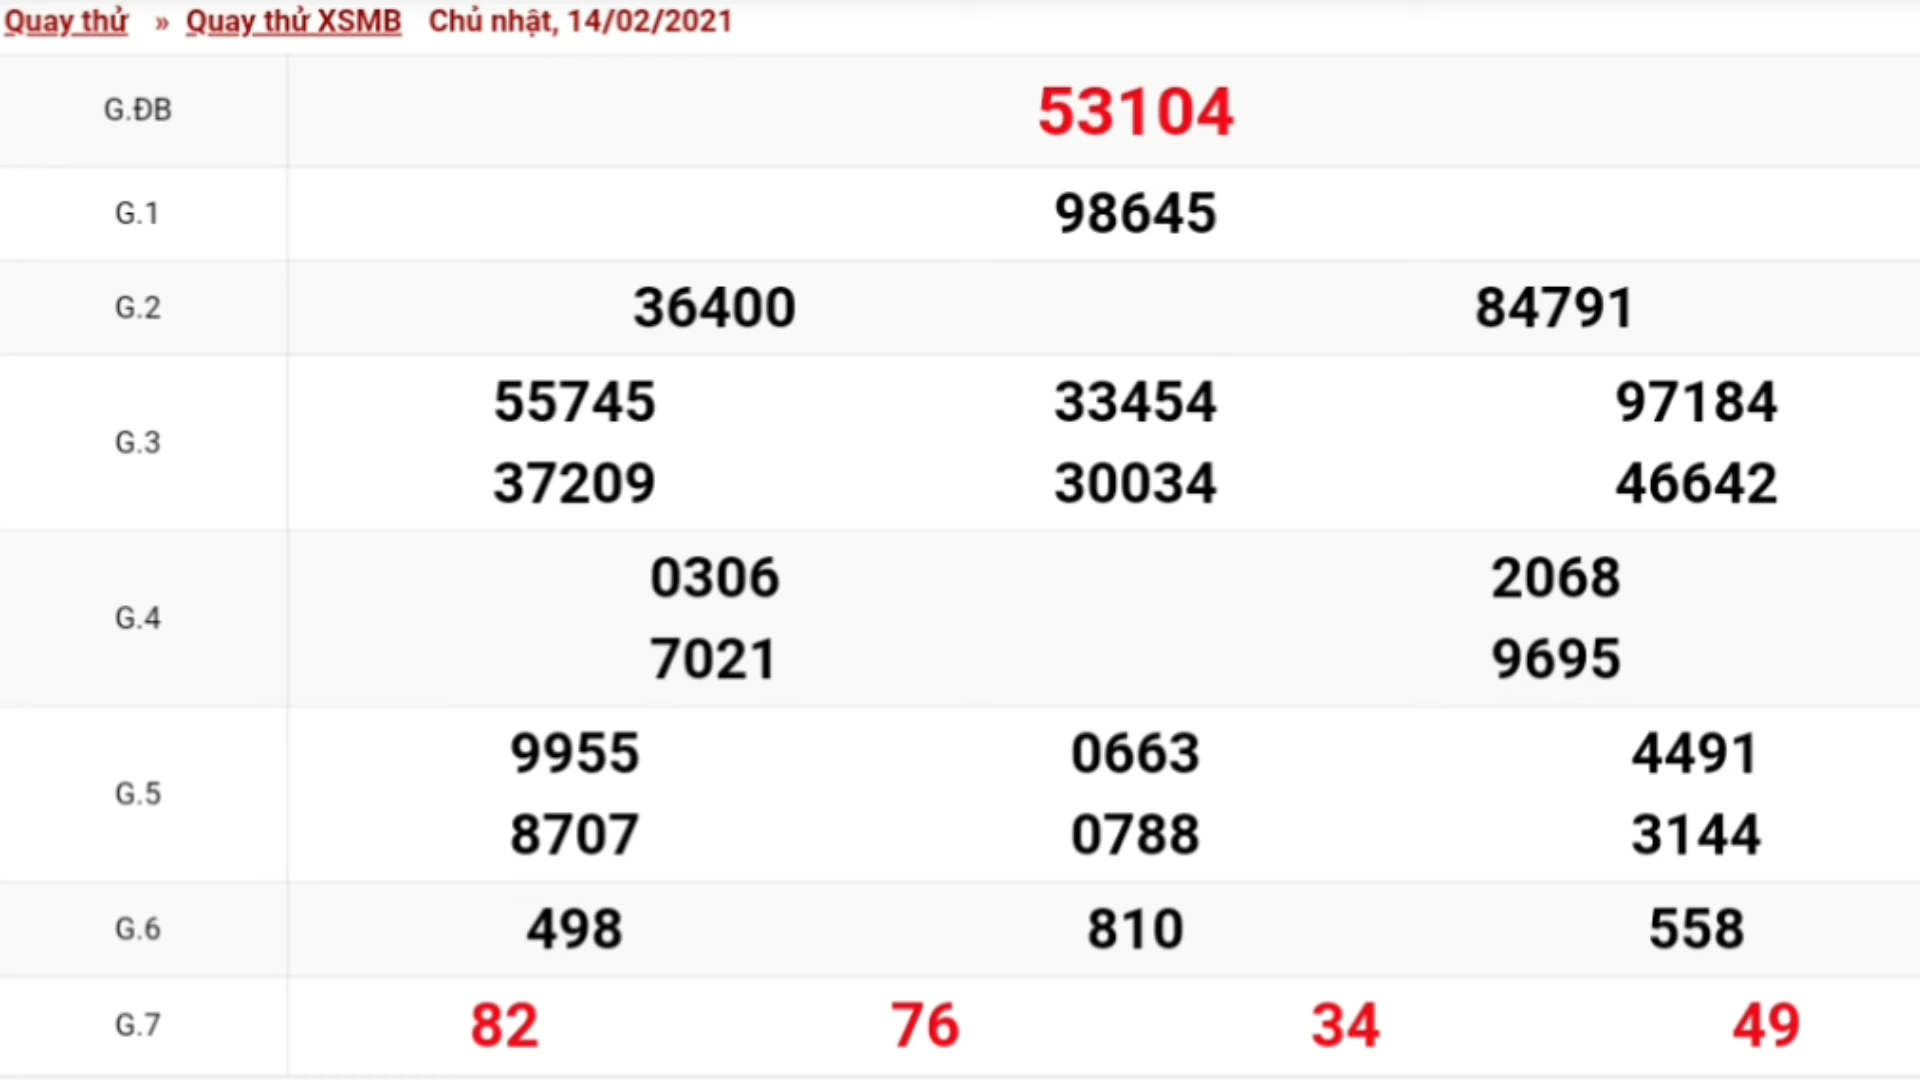 Quay thử » Quay thử XSMB Chủ nhật, 14/02/2021
G.ĐB 53104
G.1 98645
G.2 36400 84791
G.3 55745 33454 97184
37209 30034 46642
G.4 0306 2068
7021 9695
G.5 9955 0663 4491
8707 0788 3144
G.6 498 810 558
G.7 82 76 34 49